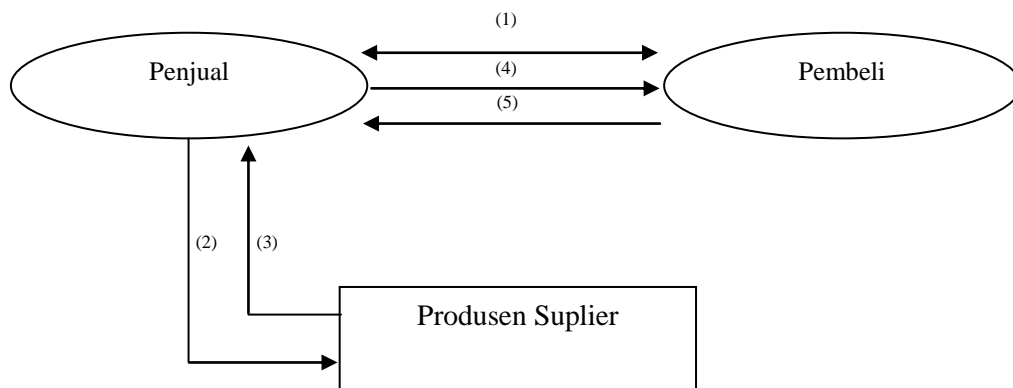 (1)
Penjual
Pembeli
(4)
(5)
(2)
(3)
Produsen Suplier